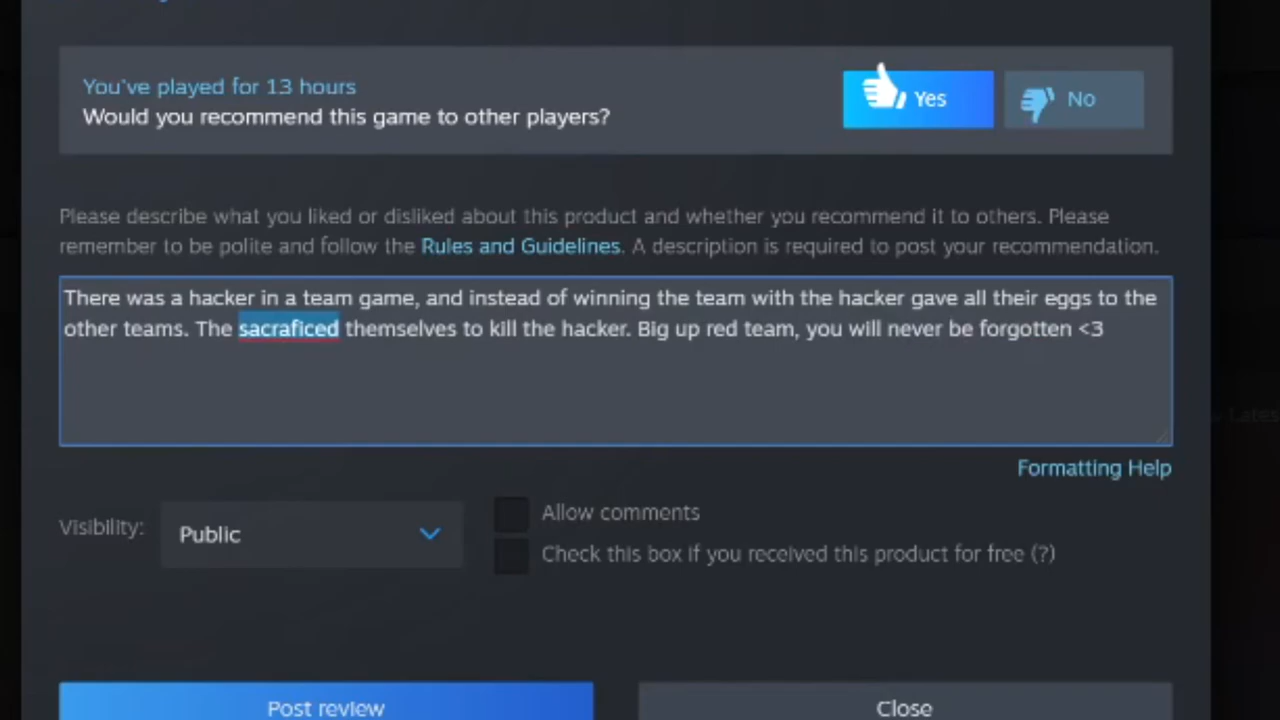 You've played for 13 hours
Would you recommend this game to other players?
Yes
No
Please describe what you liked or disliked about this product and whether you recommend it to others. Please
remember to be polite and follow the Rules and Guidelines. A description is required to post your recommendation.
There was a hacker in a team game, and instead of winning the team with the hacker gave all their eggs to the
other teams. The sacraficed themselves to kill the hacker. Big up red team, you will never be forgotten <3
Formatting Help
Visibility:
Public
Allow comments
Check this box if you received this product for free (?)
Post review
Close